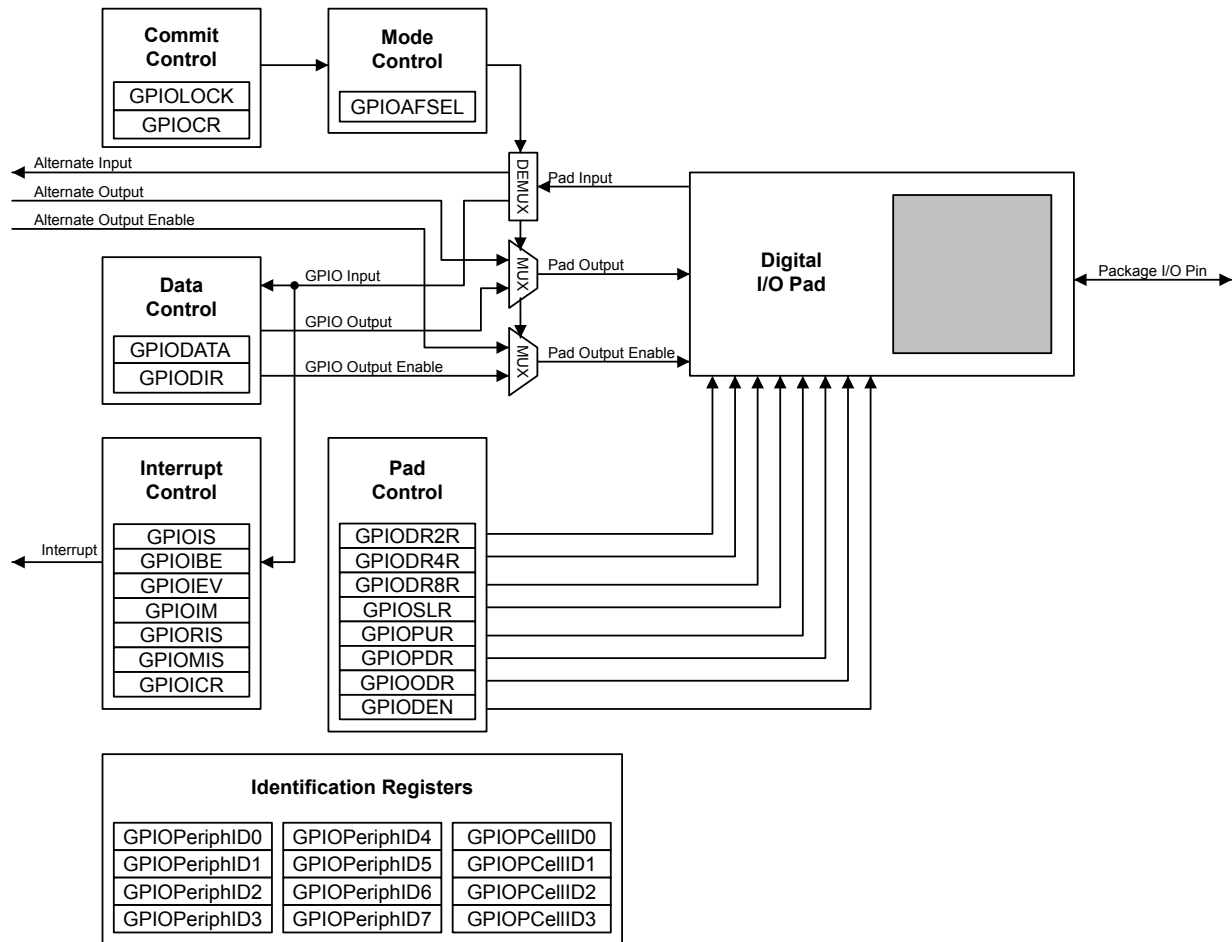 Commit
Control
GPIOLOCK
GPIOCR
Mode
Control
GPIOAFSEL
Alternate Input
Alternate Output
Alternate Output Enable
DEMUX
Pad Input
MUX
Pad Output
MUX
Pad Output Enable
Digital
I/O Pad
Package I/O Pin
Data
Control
GPIODATA
GPIODIR
GPIO Input
GPIO Output
GPIO Output Enable
Interrupt
Control
GPIOIS
GPIOIBE
GPIOIEV
GPIOIM
GPIORIS
GPIOMIS
GPIOICR
Interrupt
Pad
Control
GPIODR2R
GPIODR4R
GPIODR8R
GPIOSLR
GPIOPUR
GPIOPDR
GPIOODR
GPIODEN
Identification Registers
GPIOPeriphID0
GPIOPeriphID1
GPIOPeriphID2
GPIOPeriphID3
GPIOPeriphID4
GPIOPeriphID5
GPIOPeriphID6
GPIOPeriphID7
GPIOPCellID0
GPIOPCellID1
GPIOPCellID2
GPIOPCellID3